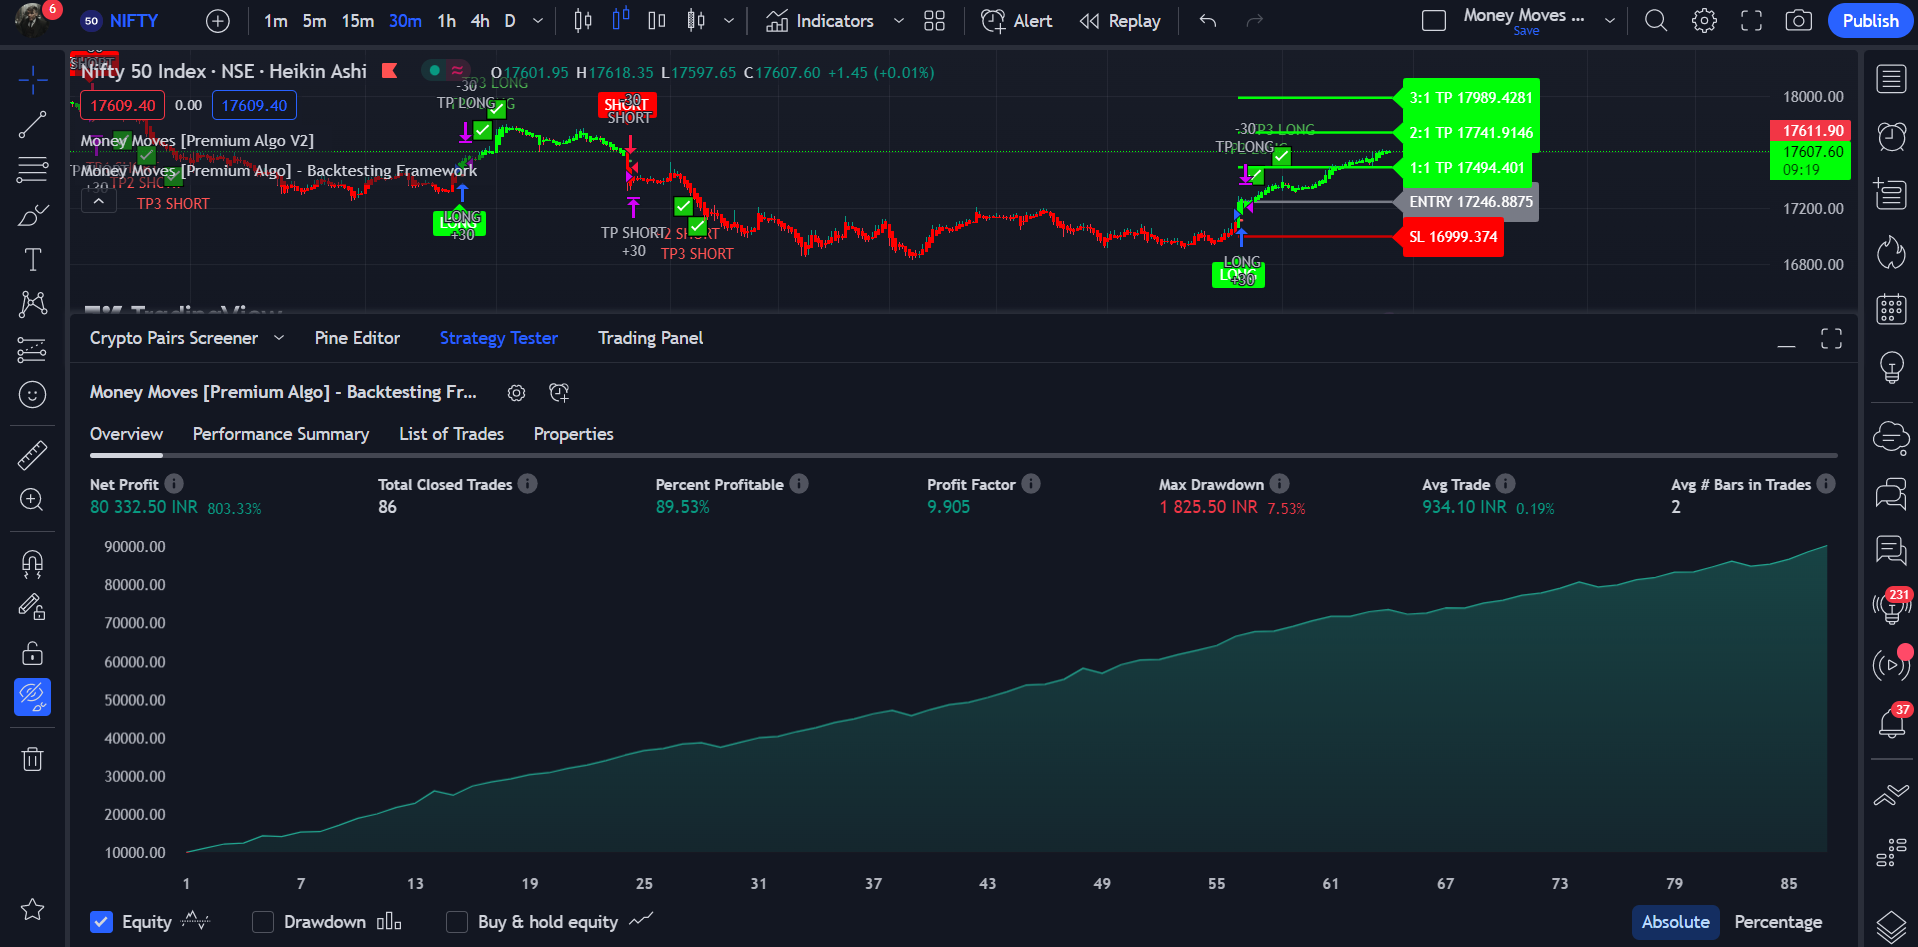 6
50 NIFTY
1m 5m 15m 30m 1h 4h D
Indicators
Alert
Replay
Money Moves ...
Save
Publish
Nifty 50 Index · NSE · Heikin Ashi
O17601.95 H17618.35 L17597.65 C17607.60 +1.45 (+0.01%)
17609.40 0.00 17609.40
Money Moves [Premium Algo V2]
Money Moves [Premium Algo] - Backtesting Framework
TP3 SHORT
-30
TP3 LONG
TP LONG
LONG
+30
SHORT
-30
SHORT
TP SHORT
+30
TP3 SHORT
-30
TP3 LONG
TP LONG
LONG
+30
3:1 TP 17989.4281
2:1 TP 17741.9146
1:1 TP 17494.401
ENTRY 17246.8875
SL 16999.374
18000.00
17611.90
17607.60
09:19
17200.00
16800.00
TradingView
Crypto Pairs Screener
Pine Editor
Strategy Tester
Trading Panel
Money Moves [Premium Algo] - Backtesting Fr...
Overview
Performance Summary
List of Trades
Properties
Net Profit
80 332.50 INR 803.33%
Total Closed Trades
86
Percent Profitable
89.53%
Profit Factor
9.905
Max Drawdown
1 825.50 INR 7.53%
Avg Trade
934.10 INR 0.19%
Avg # Bars in Trades
2
90000.00
80000.00
70000.00
60000.00
50000.00
40000.00
30000.00
20000.00
10000.00
1 7 13 19 25 31 37 43 49 55 61 67 73 79 85
Equity
Drawdown
Buy & hold equity
Absolute
Percentage
231
37